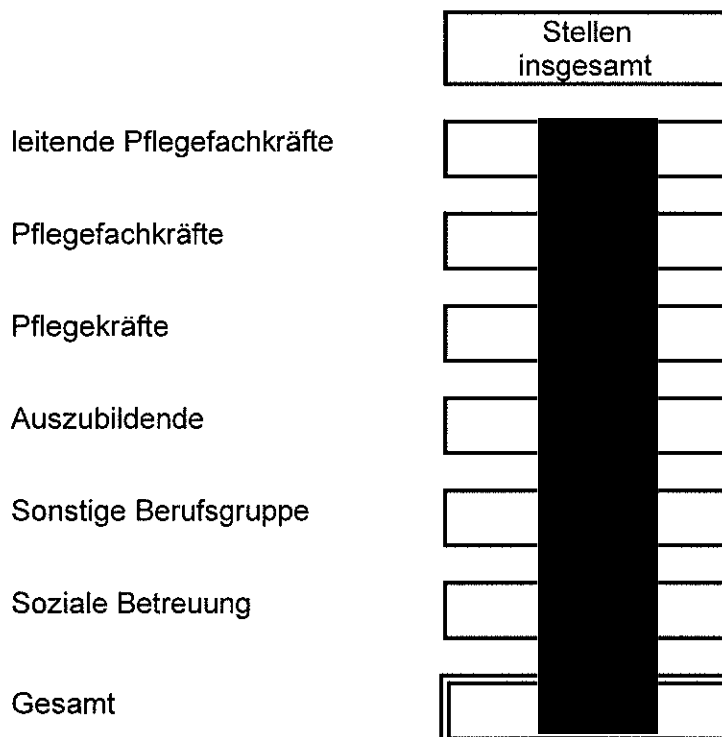 Stellen
insgesamt
leitende Pflegefachkräfte
Pflegefachkräfte
Pflegekräfte
Auszubildende
Sonstige Berufsgruppe
Soziale Betreuung
Gesamt